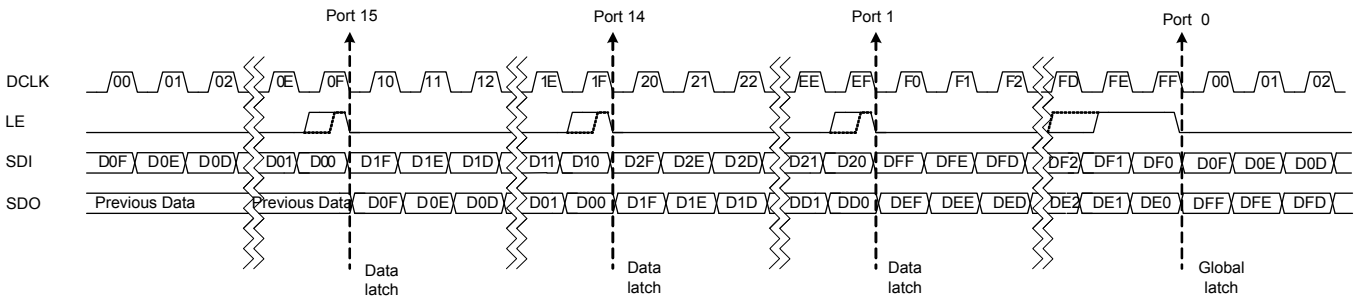 Port 15 Port 14 Port 1 Port 0
DCLK 00 01 02 0E 0F 10 11 12 1E 1F 20 21 22 EE EF F0 F1 F2 FD FE FF 00 01 02
LE
SDI D0F D0E D0D D01 D00 D1F D1E D1D D11 D10 D2F D2E D2D D21 D20 DFF DFE DFD DF2 DF1 DF0 D0F D0E D0D
SDO Previous Data Previous Data D0F D0E D0D D01 D00 D1F D1E D1D DD1 DD0 DEF DEE DED DE2 DE1 DE0 DFF DFE DFD
Data Data Data Global
latch latch latch latch